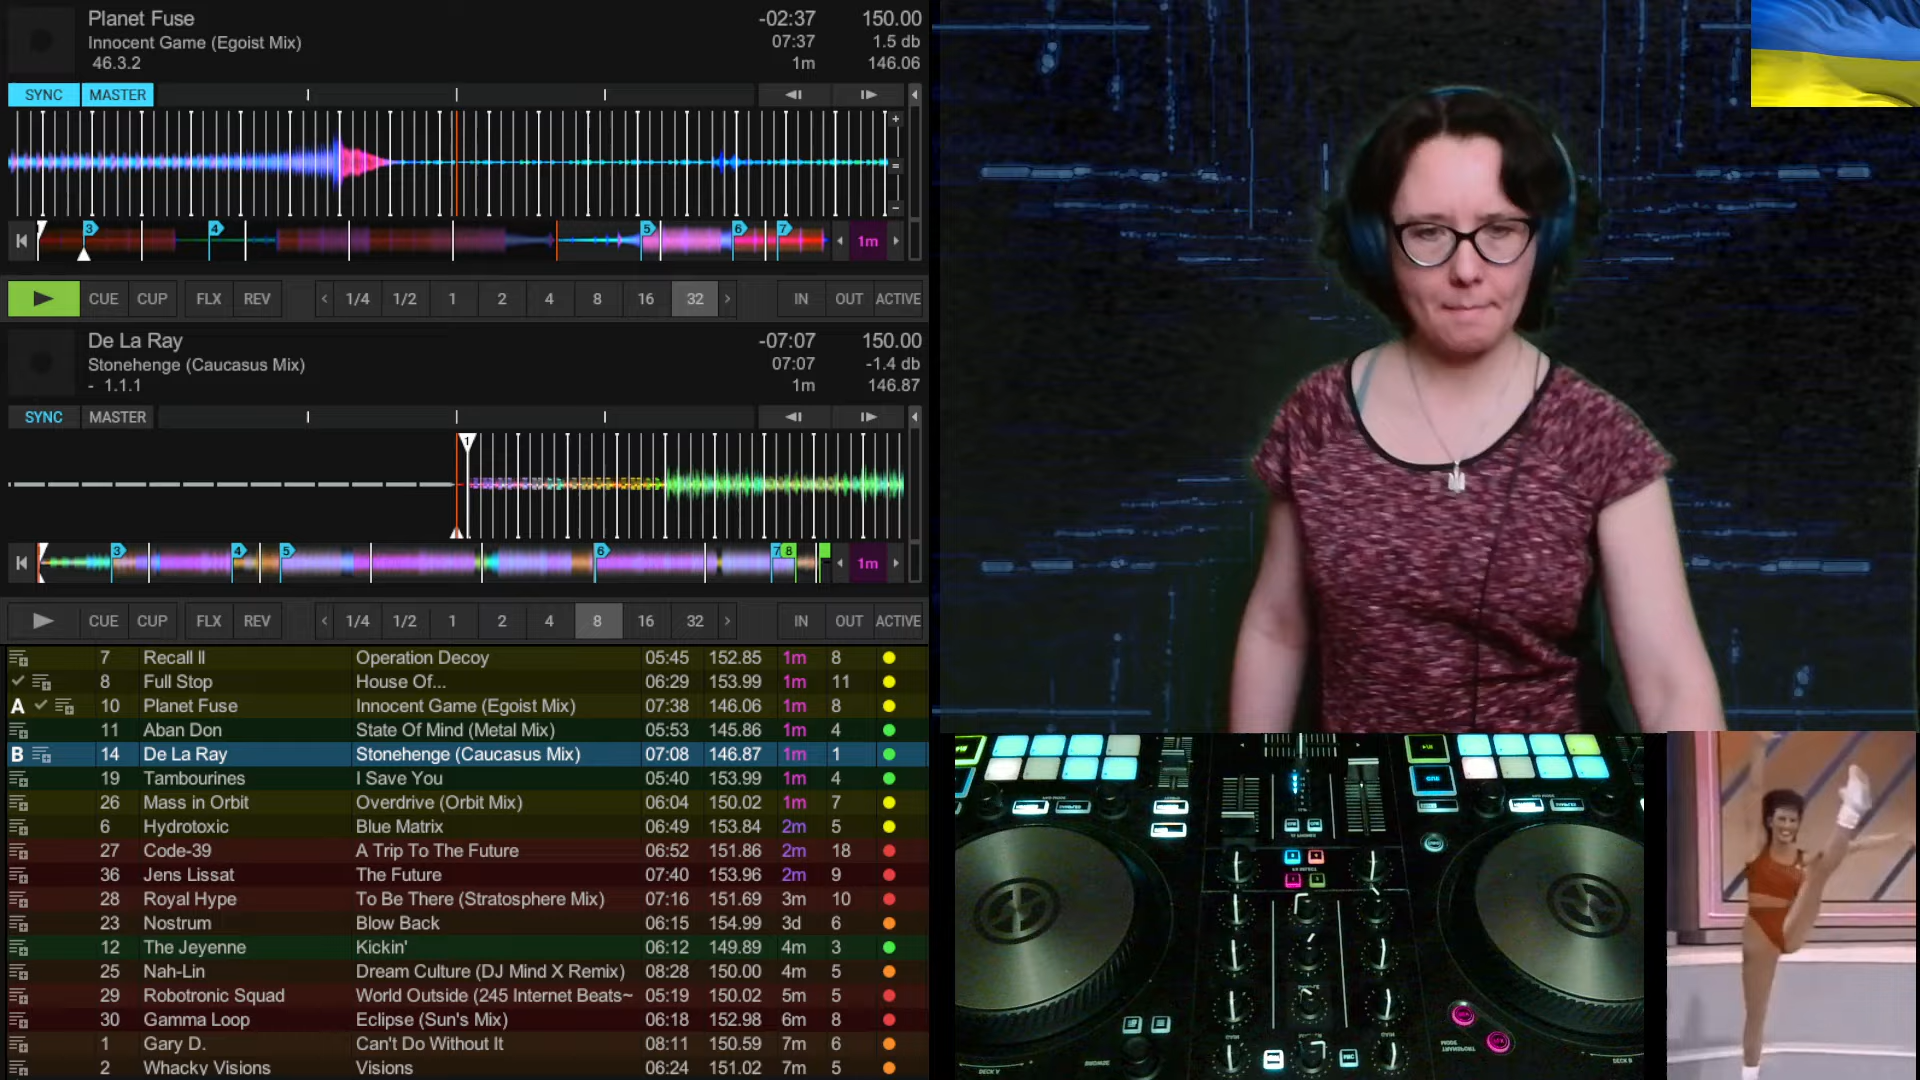 Planet Fuse -02:37 150.00
Innocent Game (Egoist Mix) 07:37 1.5 db
46.3.2 1m 146.06
SYNC MASTER
1 3 4 5 6 7 1m
CUE CUP FLX REV < 1/4 1/2 1 2 4 8 16 32 > IN OUT ACTIVE
De La Ray -07:07 150.00
Stonehenge (Caucasus Mix) 07:07 -1.4 db
- 1.1.1 1m 146.87
SYNC MASTER
1
3 4 5 6 7 8 1m
CUE CUP FLX REV < 1/4 1/2 1 2 4 8 16 32 > IN OUT ACTIVE
7 Recall II Operation Decoy 05:45 152.85 1m 8
8 Full Stop House Of... 06:29 153.99 1m 11
A 10 Planet Fuse Innocent Game (Egoist Mix) 07:38 146.06 1m 8
11 Aban Don State Of Mind (Metal Mix) 05:53 145.86 1m 4
B 14 De La Ray Stonehenge (Caucasus Mix) 07:08 146.87 1m 1
19 Tambourines I Save You 05:40 153.99 1m 4
26 Mass in Orbit Overdrive (Orbit Mix) 06:04 150.02 1m 7
6 Hydrotoxic Blue Matrix 06:49 153.84 2m 5
27 Code-39 A Trip To The Future 06:52 151.86 2m 18
36 Jens Lissat The Future 07:40 153.96 2m 9
28 Royal Hype To Be There (Stratosphere Mix) 07:16 151.69 3m 10
23 Nostrum Blow Back 06:15 154.99 3d 6
12 The Jeyenne Kickin' 06:12 149.89 4m 3
25 Nah-Lin Dream Culture (DJ Mind X Remix) 08:28 150.00 4m 5
29 Robotronic Squad World Outside (245 Internet Beats~ 05:19 150.02 5m 5
30 Gamma Loop Eclipse (Sun's Mix) 06:18 152.98 6m 8
1 Gary D. Can't Do Without It 08:11 150.59 7m 6
2 Whacky Visions Visions 06:24 151.02 7m 5